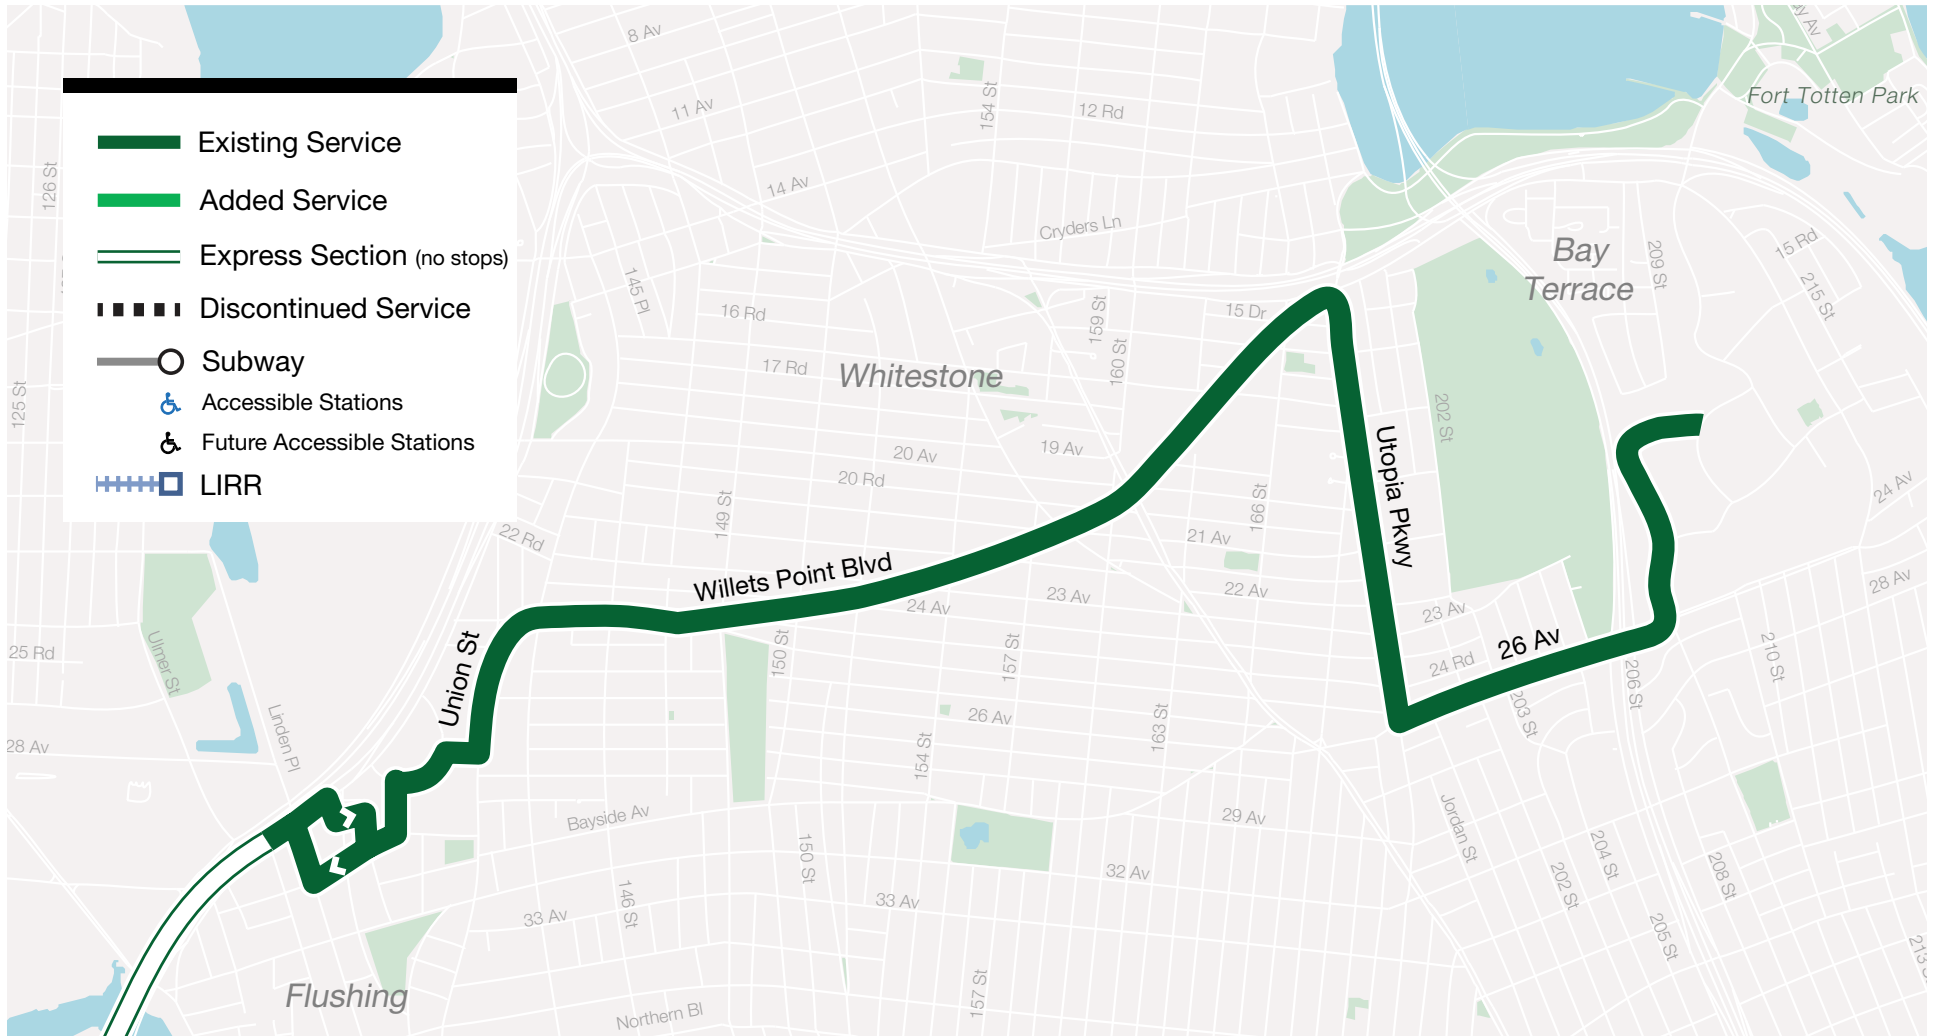 Existing Service
Added Service
Express Section (no stops)
Discontinued Service
Subway
Accessible Stations
Future Accessible Stations
LIRR
8 Av
11 Av
154 St
12 Rd
Fort Totten Park
126 St
14 Av
Cryders Ln
Bay
Terrace
209 St
15 Rd
215 St
145 Pl
16 Rd
159 St
15 Dr
17 Rd
Whitestone
160 St
125 St
202 St
20 Av
19 Av
Utopia Pkwy
20 Rd
149 St
166 St
24 Av
22 Rd
21 Av
Willets Point Blvd
24 Av
23 Av
22 Av
28 Av
23 Av
25 Rd
Ulmer St
Union St
150 St
157 St
26 Av
24 Rd
210 St
206 St
203 St
Linden Pl
26 Av
163 St
28 Av
154 St
Bayside Av
29 Av
Jordan St
150 St
32 Av
204 St
202 St
208 St
146 St
33 Av
33 Av
205 St
Flushing
157 St
Northern Bl